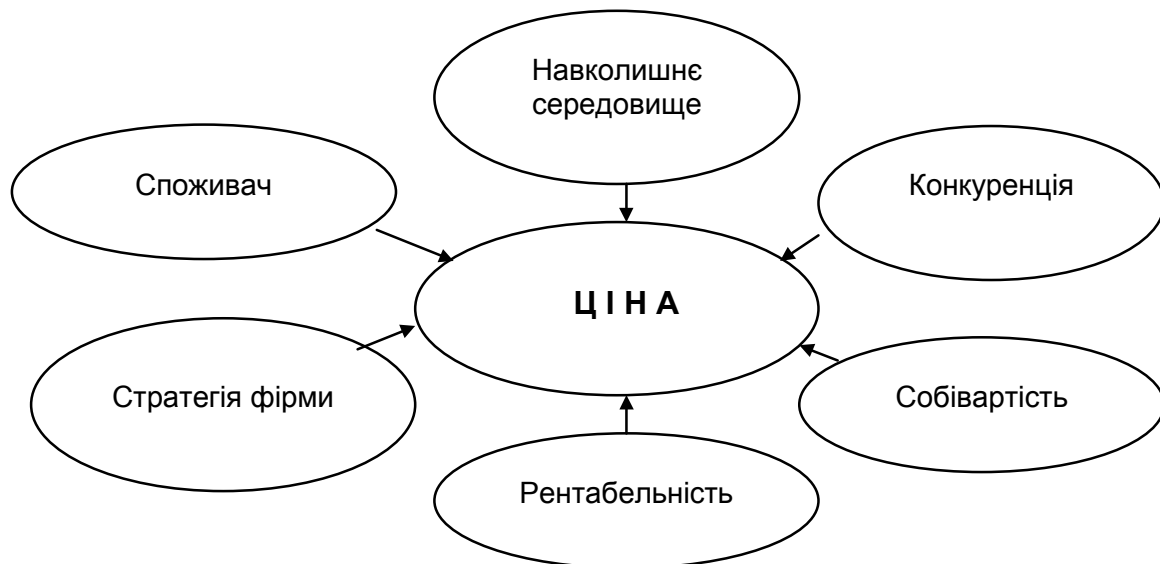 Навколишнє
середовище
Споживач
Конкуренція
Ц І Н А
Стратегія фірми
Собівартість
Рентабельність